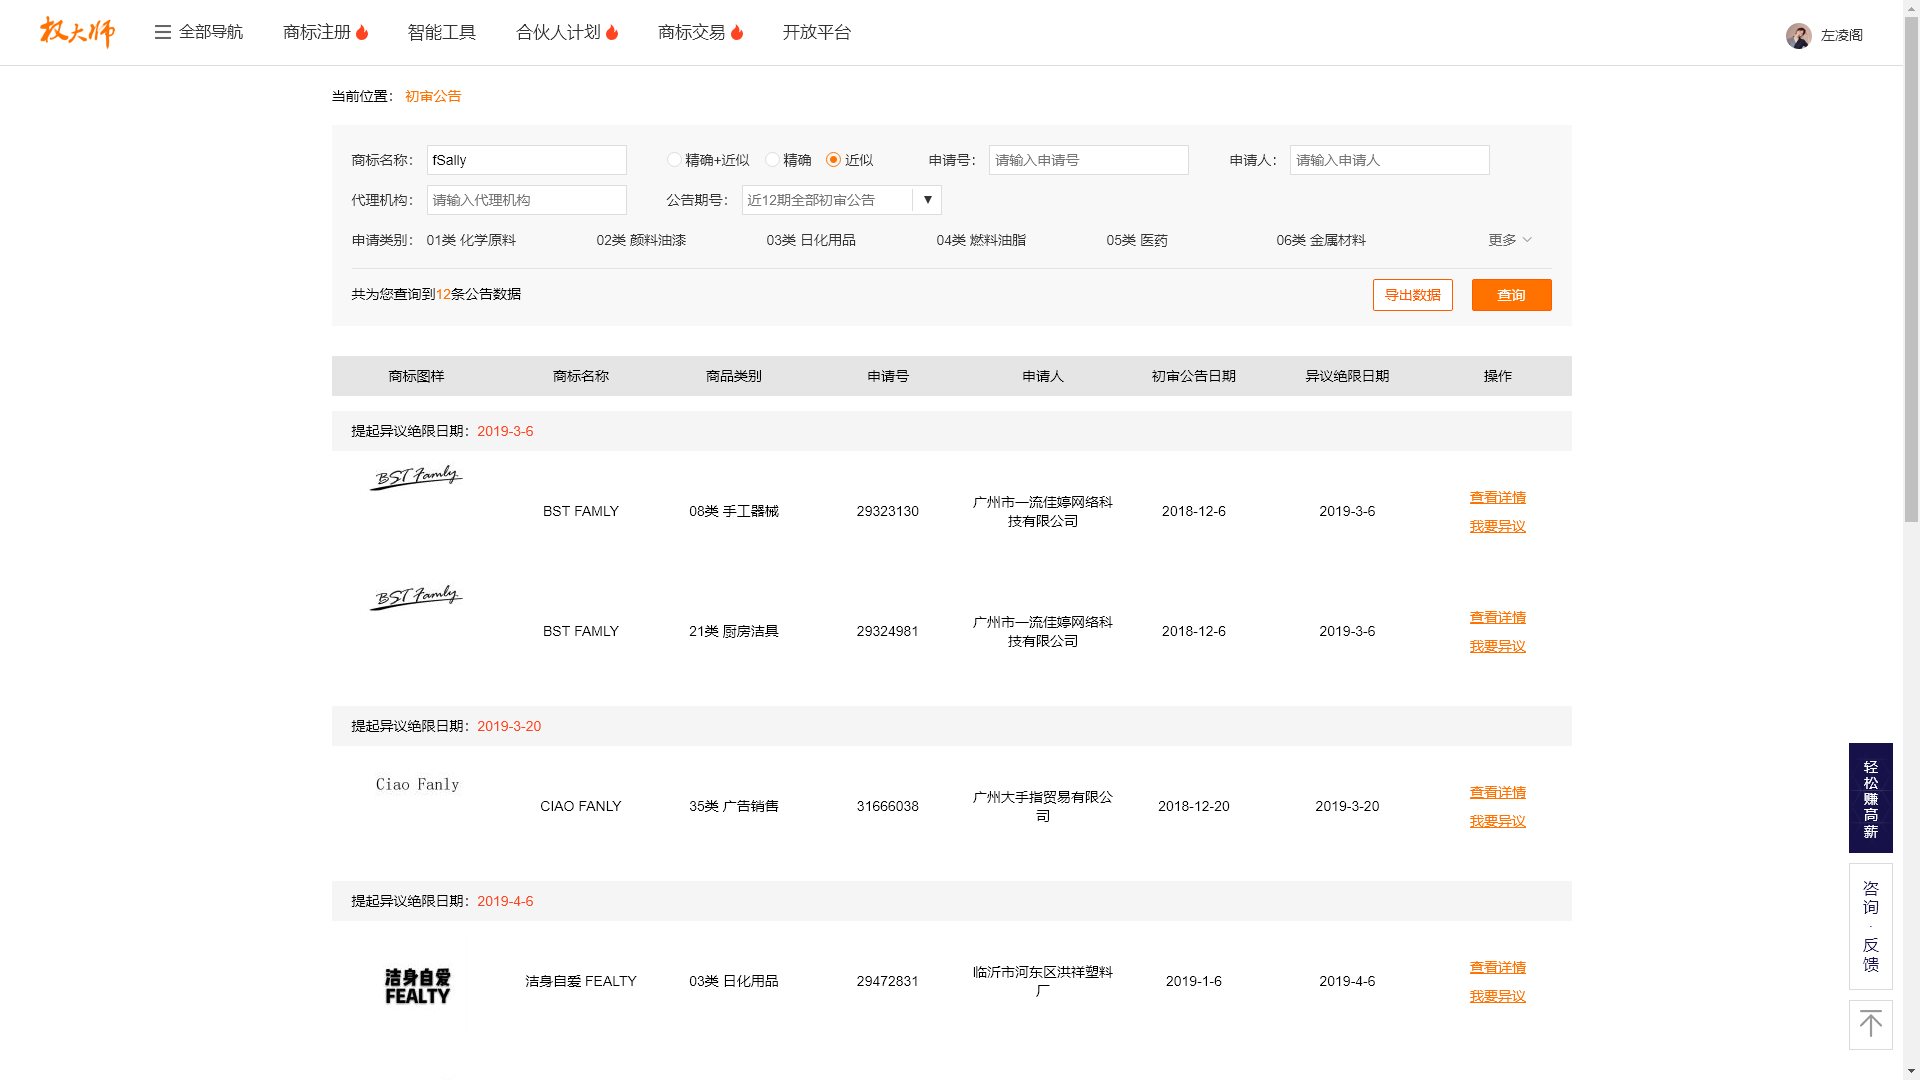 权大师 全部导航 商标注册 智能工具 合伙人计划 商标交易 开放平台 左凌阁
当前位置： 初审公告
商标名称： fSally 精确+近似 精确 近似 申请号： 请输入申请号 申请人： 请输入申请人
代理机构： 请输入代理机构 公告期号： 近12期全部初审公告 ▼
申请类别： 01类 化学原料 02类 颜料油漆 03类 日化用品 04类 燃料油脂 05类 医药 06类 金属材料 更多
共为您查询到12条公告数据 导出数据 查询
商标图样 商标名称 商品类别 申请号 申请人 初审公告日期 异议绝限日期 操作
提起异议绝限日期：2019-3-6
BST Famly
BST FAMLY 08类 手工器械 29323130 广州市一流佳婷网络科技有限公司 2018-12-6 2019-3-6 查看详情
我要异议
BST Famly
BST FAMLY 21类 厨房洁具 29324981 广州市一流佳婷网络科技有限公司 2018-12-6 2019-3-6 查看详情
我要异议
提起异议绝限日期：2019-3-20
Ciao Fanly
CIAO FANLY 35类 广告销售 31666038 广州大手指贸易有限公司 2018-12-20 2019-3-20 查看详情
我要异议
提起异议绝限日期：2019-4-6
洁身自爱
FEALTY
洁身自爱 FEALTY 03类 日化用品 29472831 临沂市河东区洪祥塑料厂 2019-1-6 2019-4-6 查看详情
我要异议
轻松赚高薪
咨询·反馈